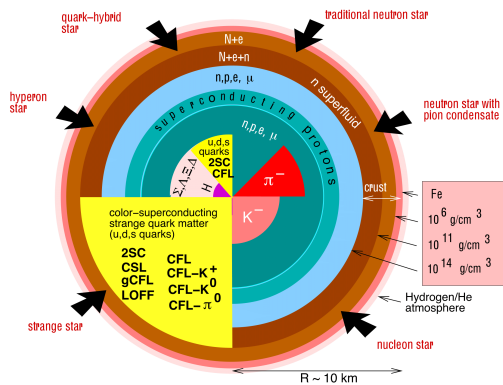 quark–hybrid
star
traditional neutron star
N+e
N+e+n
n,p,e, μ
n superfluid
superconducting protons
hyperon
star
neutron star with
pion condensate
n,p,e, μ
u,d,s
quarks
2SC
CFL
Σ,Λ,Ξ,Δ
H
π⁻
K⁻
crust
Fe
10⁶ g/cm³
10¹¹ g/cm³
10¹⁴ g/cm³
color–superconducting
strange quark matter
(u,d,s quarks)
2SC
CSL
gCFL
LOFF
CFL
CFL–K⁺
CFL–K⁰
CFL–π⁰
Hydrogen/He
atmosphere
strange star
nucleon star
R ~ 10 km